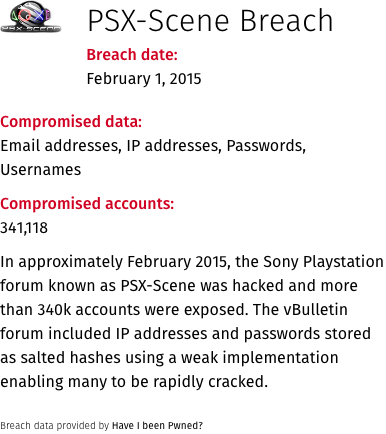 PSX-SCENE
PSX-Scene Breach
Breach date:
February 1, 2015
Compromised data:
Email addresses, IP addresses, Passwords,
Usernames
Compromised accounts:
341,118
In approximately February 2015, the Sony Playstation
forum known as PSX-Scene was hacked and more
than 340k accounts were exposed. The vBulletin
forum included IP addresses and passwords stored
as salted hashes using a weak implementation
enabling many to be rapidly cracked.
Breach data provided by Have I been Pwned?